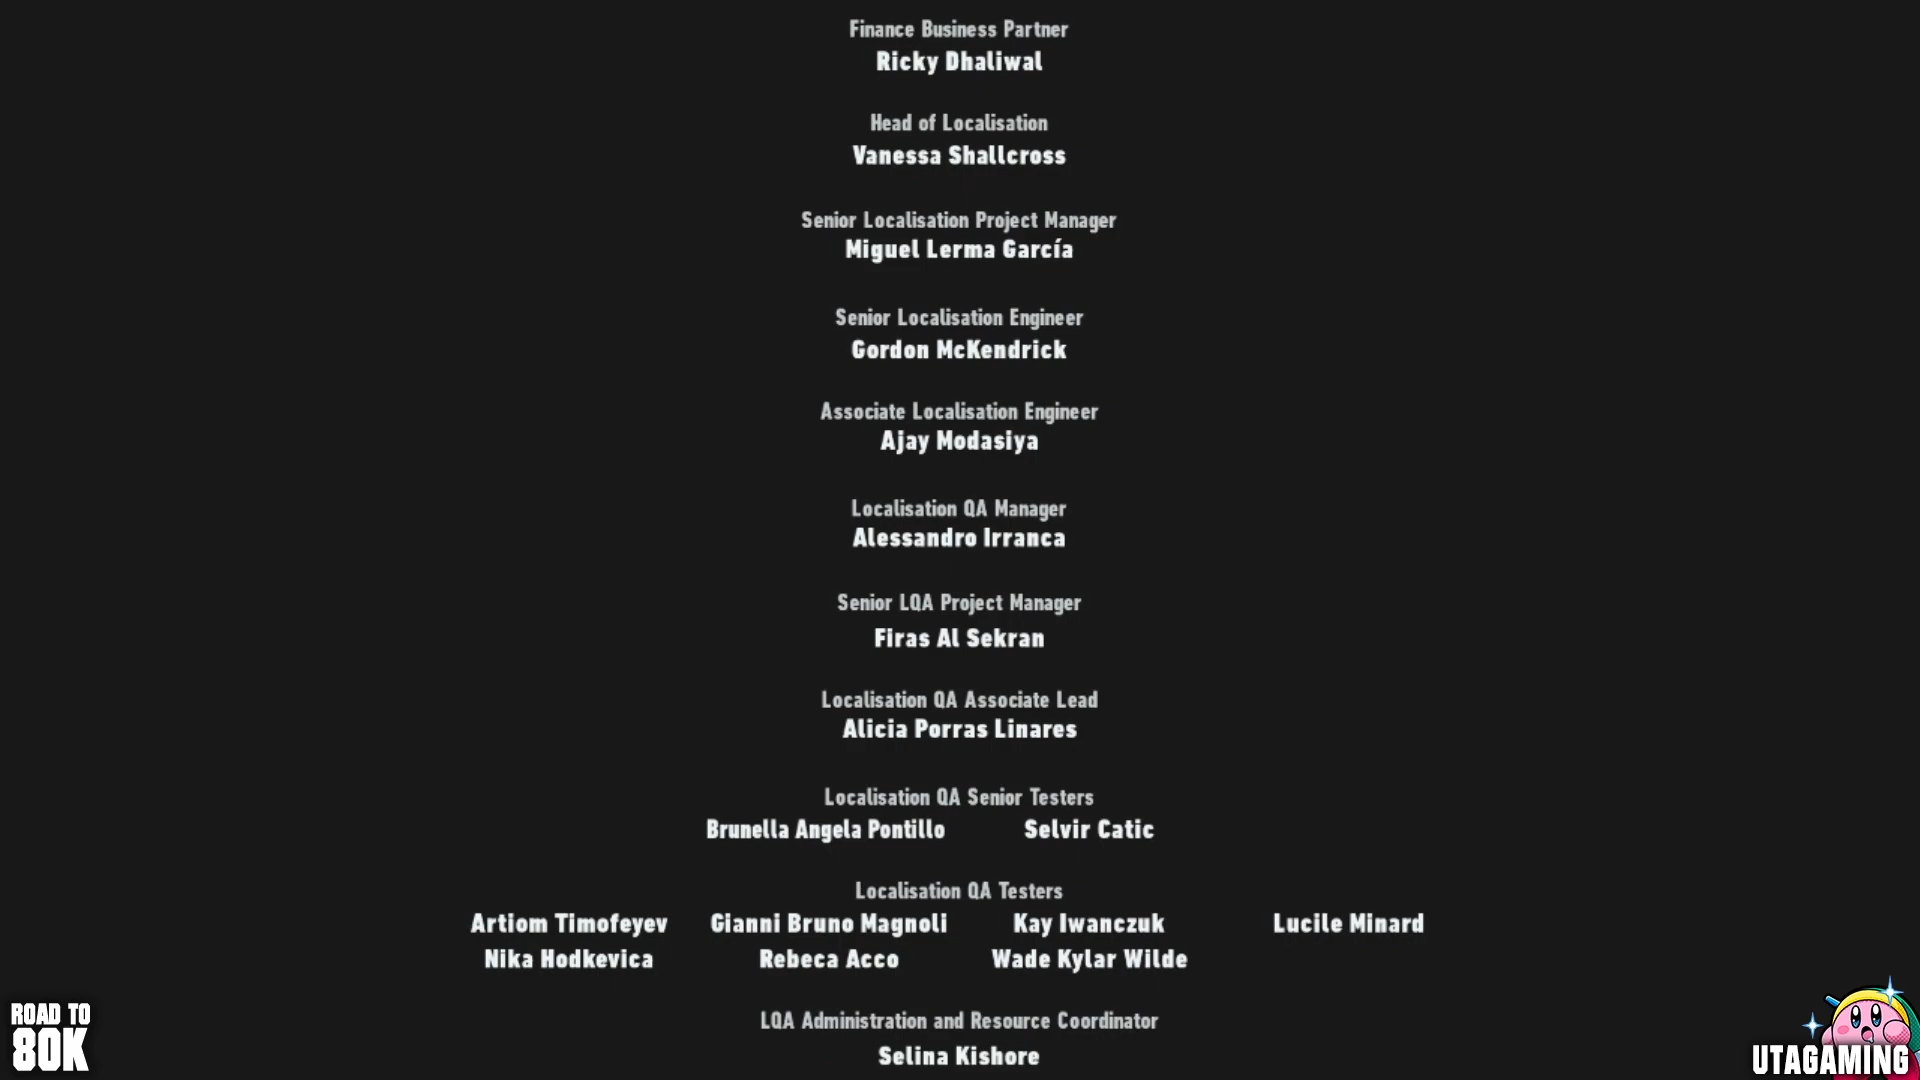 Finance Business Partner
Ricky Dhaliwal
Head of Localisation
Vanessa Shallcross
Senior Localisation Project Manager
Miguel Lerma García
Senior Localisation Engineer
Gordon McKendrick
Associate Localisation Engineer
Ajay Modasiya
Localisation QA Manager
Alessandro Irranca
Senior LQA Project Manager
Firas Al Sekran
Localisation QA Associate Lead
Alicia Porras Linares
Localisation QA Senior Testers
Brunella Angela Pontillo Selvir Catic
Localisation QA Testers
Artiom Timofeyev Gianni Bruno Magnoli Kay Iwanczuk Lucile Minard
Nika Hodkevica Rebeca Acco Wade Kylar Wilde
LQA Administration and Resource Coordinator
Selina Kishore
ROAD TO
80K
UTAGAMING